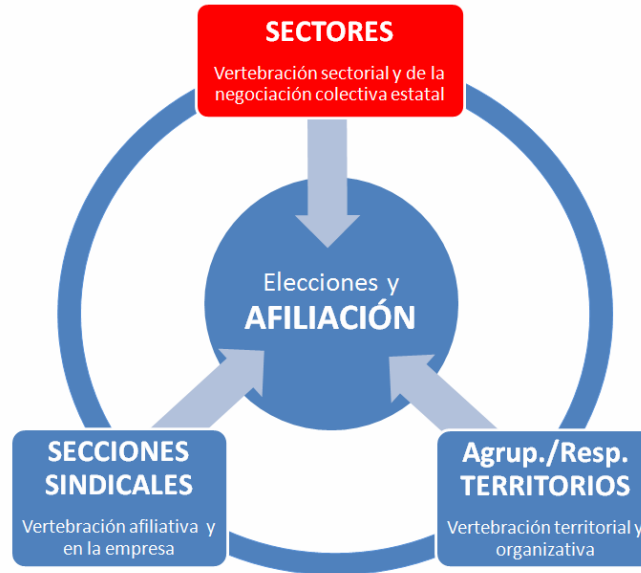 SECTORES
Vertebración sectorial y de la
negociación colectiva estatal
Elecciones y
AFILIACIÓN
SECCIONES
SINDICALES
Vertebración afiliativa y
en la empresa
Agrup./Resp.
TERRITORIOS
Vertebración territorial y
organizativa